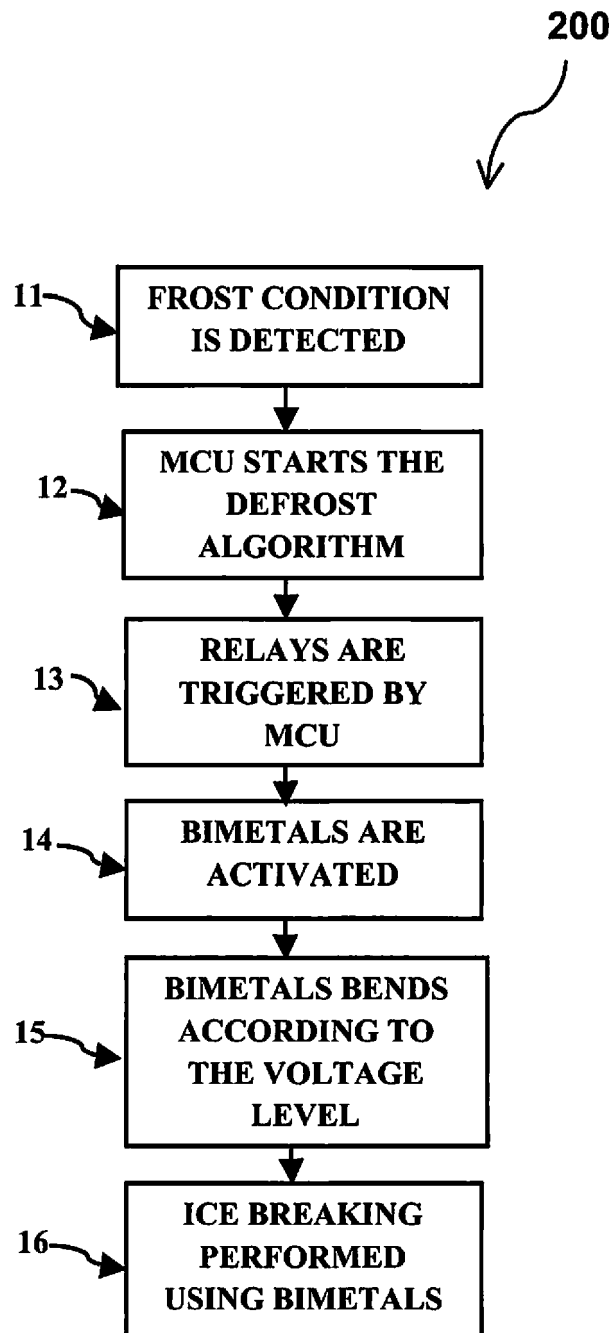 200
11
FROST CONDITION
IS DETECTED
12
MCU STARTS THE
DEFROST
ALGORITHM
13
RELAYS ARE
TRIGGERED BY
MCU
14
BIMETALS ARE
ACTIVATED
15
BIMETALS BENDS
ACCORDING TO
THE VOLTAGE
LEVEL
16
ICE BREAKING
PERFORMED
USING BIMETALS